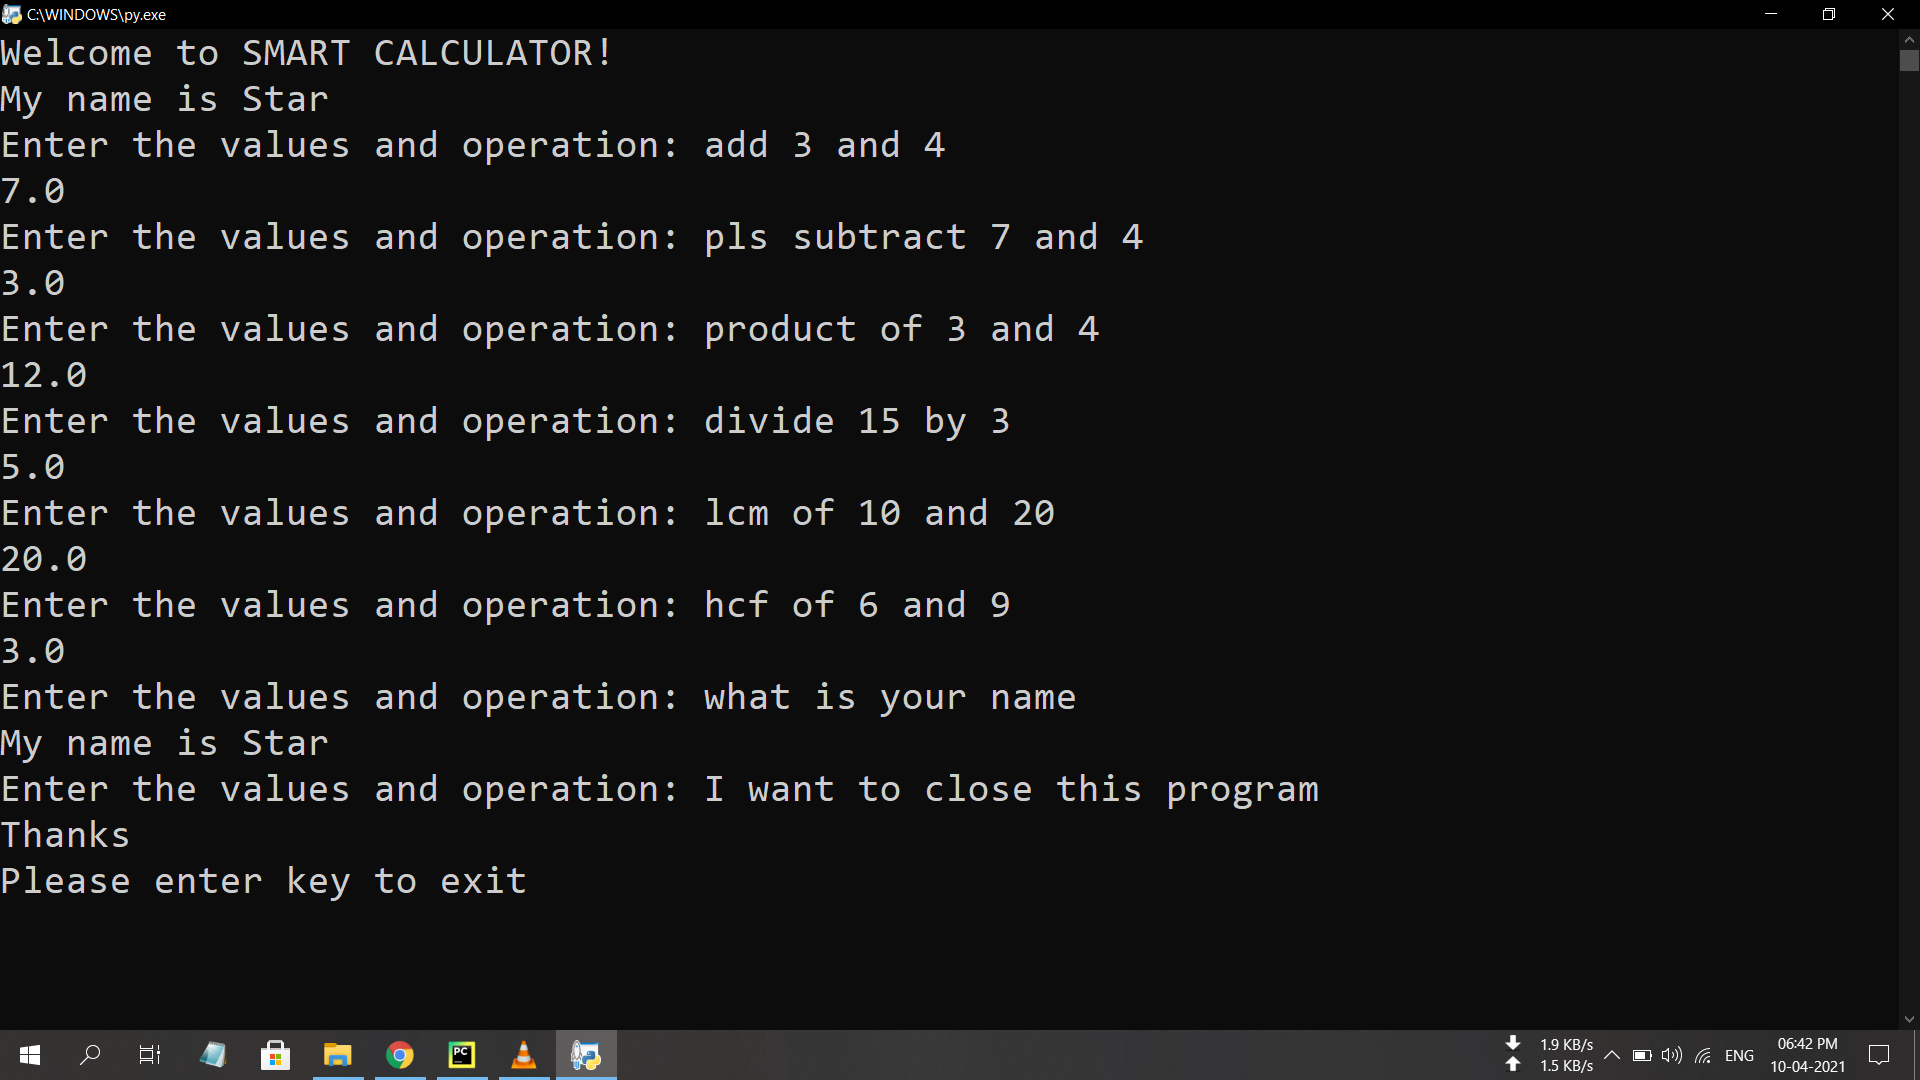 C:\WINDOWS\py.exe
Welcome to SMART CALCULATOR!
My name is Star
Enter the values and operation: add 3 and 4
7.0
Enter the values and operation: pls subtract 7 and 4
3.0
Enter the values and operation: product of 3 and 4
12.0
Enter the values and operation: divide 15 by 3
5.0
Enter the values and operation: lcm of 10 and 20
20.0
Enter the values and operation: hcf of 6 and 9
3.0
Enter the values and operation: what is your name
My name is Star
Enter the values and operation: I want to close this program
Thanks
Please enter key to exit
PC
1.9 KB/s
1.5 KB/s
ENG
06:42 PM
10-04-2021